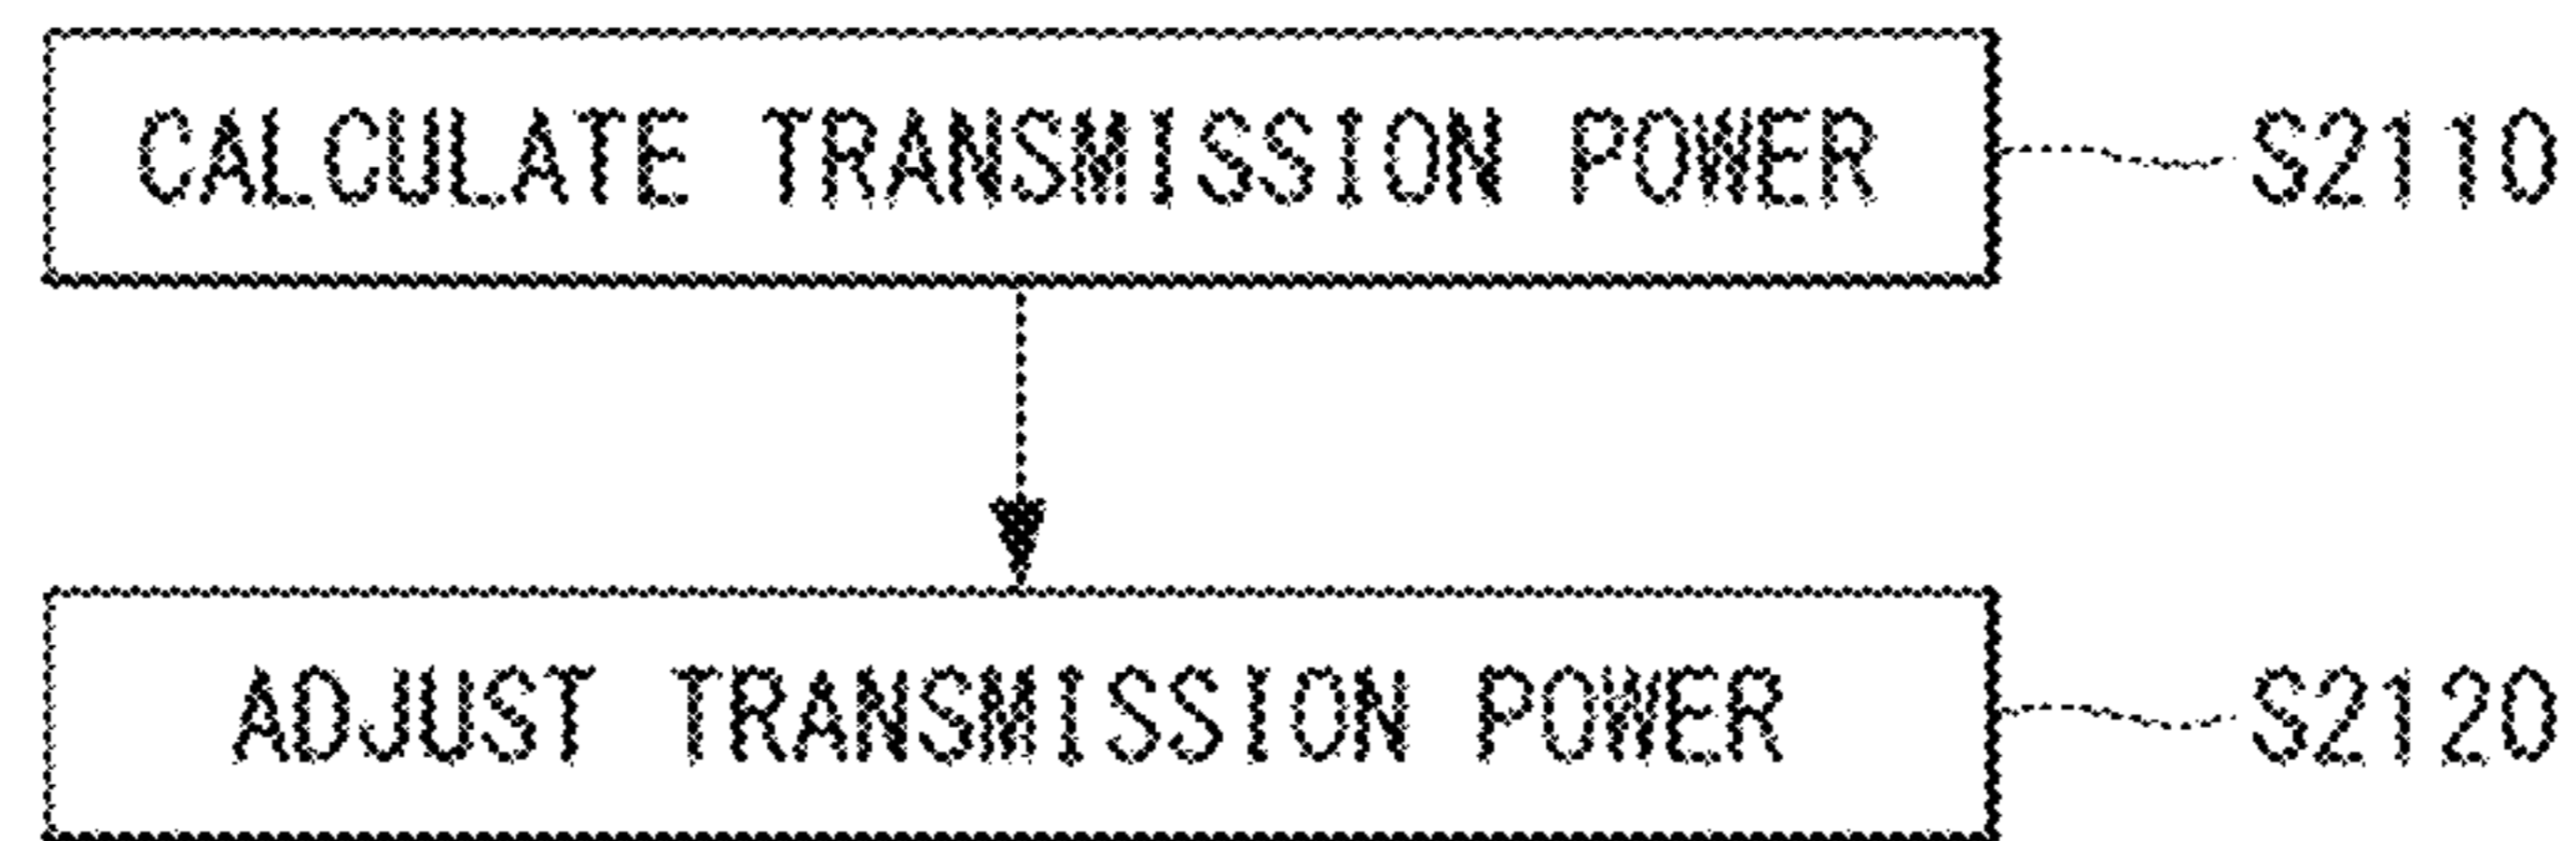 CALCULATE TRANSMISSION POWER S2110
ADJUST TRANSMISSION POWER S2120